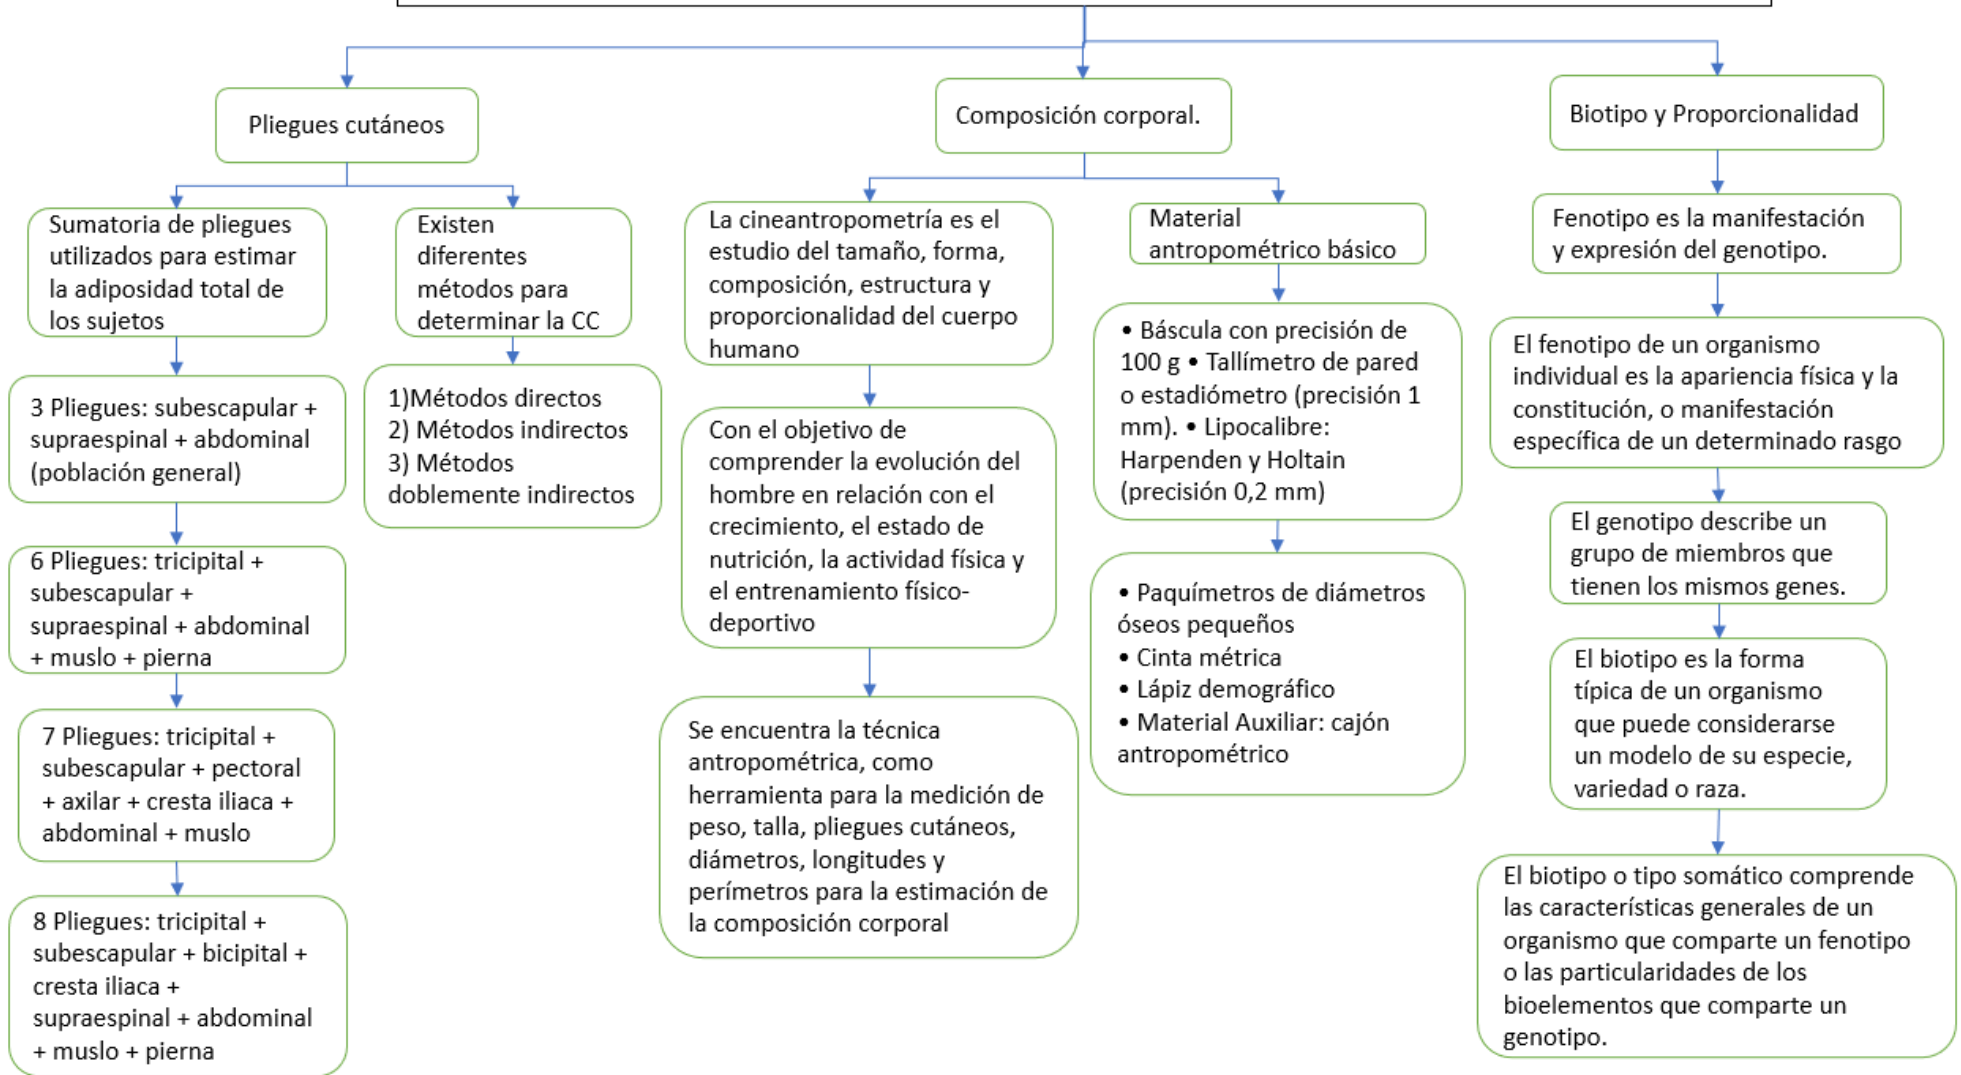 Pliegues cutáneos
Composición corporal.
Biotipo y Proporcionalidad
Sumatoria de pliegues
utilizados para estimar
la adiposidad total de
los sujetos
3 Pliegues: subescapular +
supraespinal + abdominal
(población general)
6 Pliegues: tricipital +
subescapular +
supraespinal + abdominal
+ muslo + pierna
7 Pliegues: tricipital +
subescapular + pectoral
+ axilar + cresta iliaca +
abdominal + muslo
8 Pliegues: tricipital +
subescapular + bicipital +
cresta iliaca +
supraespinal + abdominal
+ muslo + pierna
Existen
diferentes
métodos para
determinar la CC
1)Métodos directos
2) Métodos indirectos
3) Métodos
doblemente indirectos
La cineantropometría es el
estudio del tamaño, forma,
composición, estructura y
proporcionalidad del cuerpo
humano
Con el objetivo de
comprender la evolución del
hombre en relación con el
crecimiento, el estado de
nutrición, la actividad física y
el entrenamiento físico-
deportivo
Se encuentra la técnica
antropométrica, como
herramienta para la medición de
peso, talla, pliegues cutáneos,
diámetros, longitudes y
perímetros para la estimación de
la composición corporal
Material
antropométrico básico
• Báscula con precisión de
100 g • Tallímetro de pared
o estadiómetro (precisión 1
mm). • Lipocalibre:
Harpenden y Holtain
(precisión 0,2 mm)
• Paquímetros de diámetros
óseos pequeños
• Cinta métrica
• Lápiz demográfico
• Material Auxiliar: cajón
antropométrico
Fenotipo es la manifestación
y expresión del genotipo.
El fenotipo de un organismo
individual es la apariencia física y la
constitución, o manifestación
específica de un determinado rasgo
El genotipo describe un
grupo de miembros que
tienen los mismos genes.
El biotipo es la forma
típica de un organismo
que puede considerarse
un modelo de su especie,
variedad o raza.
El biotipo o tipo somático comprende
las características generales de un
organismo que comparte un fenotipo
o las particularidades de los
bioelementos que comparte un
genotipo.